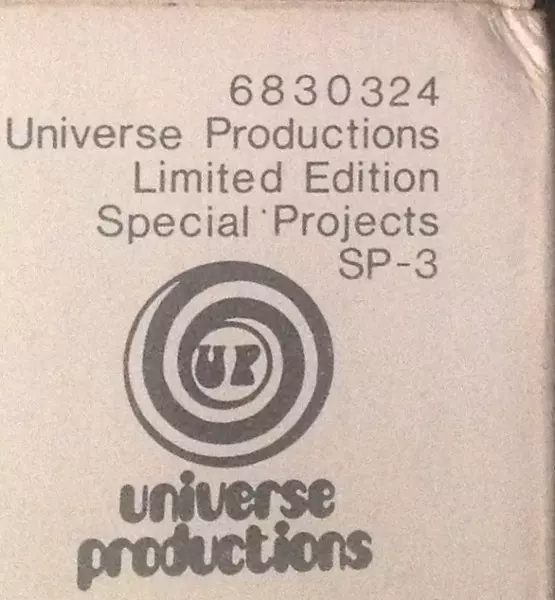 6830324
Universe Productions
Limited Edition
Special Projects
SP-3
UP
universe
productions